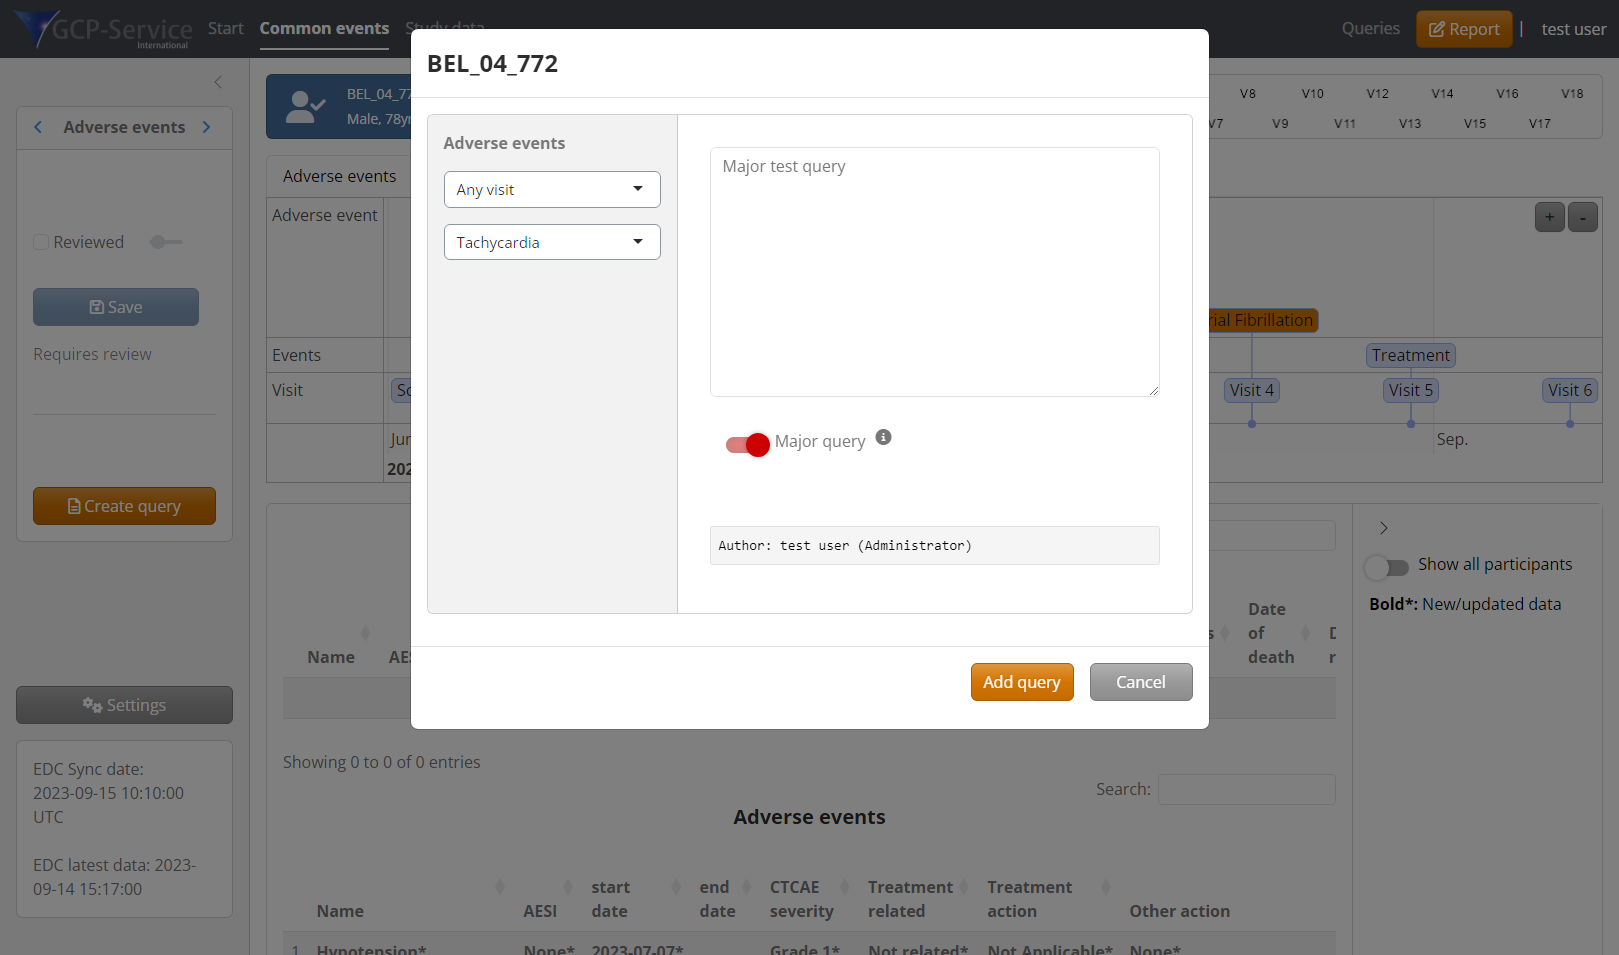 GCP-Service
International
Start
Common events
Study data
Queries
Report
|
test user
Adverse events
Reviewed
Save
Requires review
Create query
Settings
EDC Sync date:
2023-09-15 10:10:00
UTC
EDC latest data: 2023-
09-14 15:17:00
BEL_04_77
Male, 78yr
V8
V10
V12
V14
V16
V18
V7
V9
V11
V13
V15
V17
Adverse events
Adverse event
+
-
rial Fibrillation
Events
Treatment
Visit
Sc
Visit 4
Visit 5
Visit 6
Jun
Sep.
202
BEL_04_772
Adverse events
Any visit
Tachycardia
Major test query
Major query
Author: test user (Administrator)
Add query
Cancel
Show all participants
Bold*: New/updated data
Name
AES
s
Date
of
death
Showing 0 to 0 of 0 entries
Search:
Adverse events
Name
AESI
start
date
end
date
CTCAE
severity
Treatment
related
Treatment
action
Other action
1 Hypotension* None* 2023-07-07* Grade 1* Not related* Not Applicable* None*